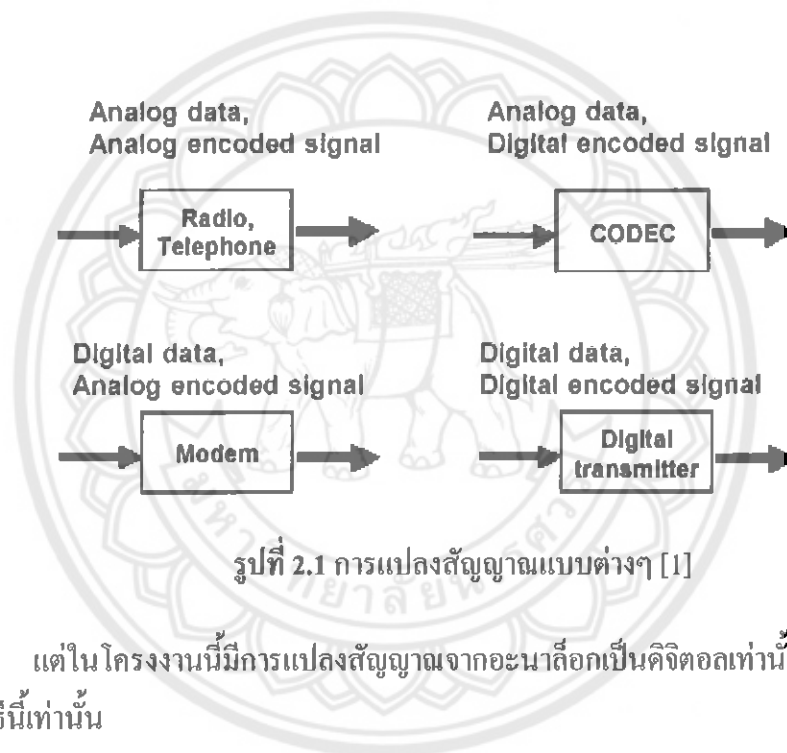 Analog data,
Analog encoded signal
Radio,
Telephone
Analog data,
Digital encoded signal
CODEC
Digital data,
Analog encoded signal
Modem
Digital data,
Digital encoded signal
Digital
transmitter
รูปที่ 2.1 การแปลงสัญญาณแบบต่างๆ [1]
แต่ในโครงงานนี้มีการแปลงสัญญาณจากอะนาล็อกเป็นดิจิตอลเท่านั้
นี้เท่านั้น